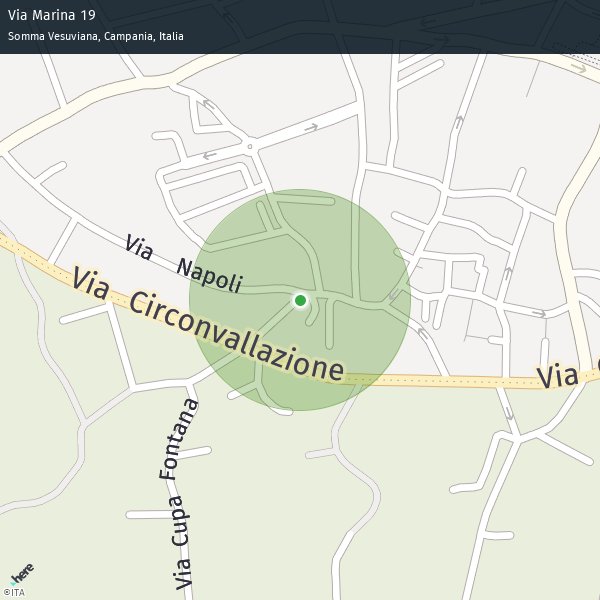 Via Marina 19
Somma Vesuviana, Campania, Italia
Via Napoli
Via Circonvallazione
Via
Via Cupa Fontana
here
©ITA